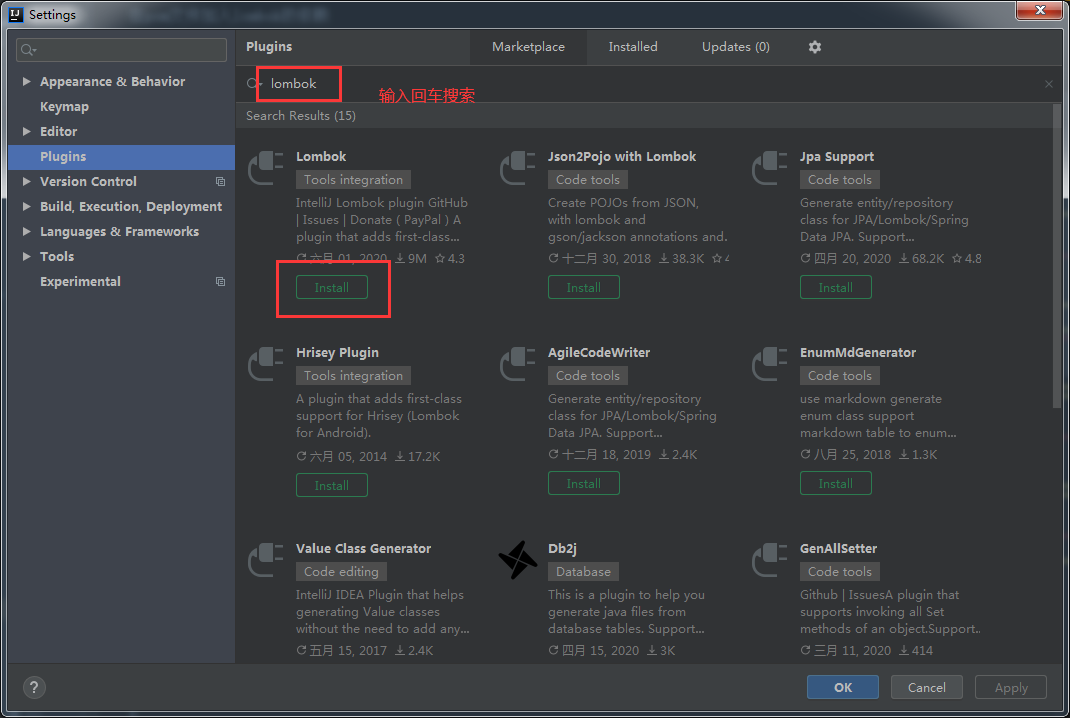 Settings
Plugins
Marketplace
Installed
Updates (0)
Appearance & Behavior
Keymap
Editor
Plugins
Version Control
Build, Execution, Deployment
Languages & Frameworks
Tools
Experimental
lombok
输入回车搜索
Search Results (15)
Lombok
Tools integration
IntelliJ Lombok plugin GitHub
| Issues | Donate ( PayPal ) A
plugin that adds first-class...
六月 01, 2020 9M 4.3
Install
Json2Pojo with Lombok
Code tools
Create POJOs from JSON,
with lombok and
gson/jackson annotations and.
十二月 30, 2018 38.3K
Install
Jpa Support
Code tools
Generate entity/repository
class for JPA/Lombok/Spring
Data JPA. Support...
四月 20, 2020 68.2K 4.8
Install
Hrisey Plugin
Tools integration
A plugin that adds first-class
support for Hrisey (Lombok
for Android).
六月 05, 2014 17.2K
Install
AgileCodeWriter
Code tools
Generate entity/repository
class for JPA/Lombok/Spring
Data JPA. Support...
十二月 18, 2019 2.4K
Install
EnumMdGenerator
Code tools
use markdown generate
enum class support
markdown table to enum...
八月 25, 2018 1.3K
Install
Value Class Generator
Code editing
IntelliJ IDEA Plugin that helps
generating Value classes
without the need to add any...
五月 15, 2017 2.4K
Db2j
Database
This is a plugin to help you
generate java files from
database tables. Support...
四月 15, 2020 3K
GenAllSetter
Code tools
Github | IssuesA plugin that
supports invoking all Set
methods of an object.Support..
三月 11, 2020 414
?
OK
Cancel
Apply